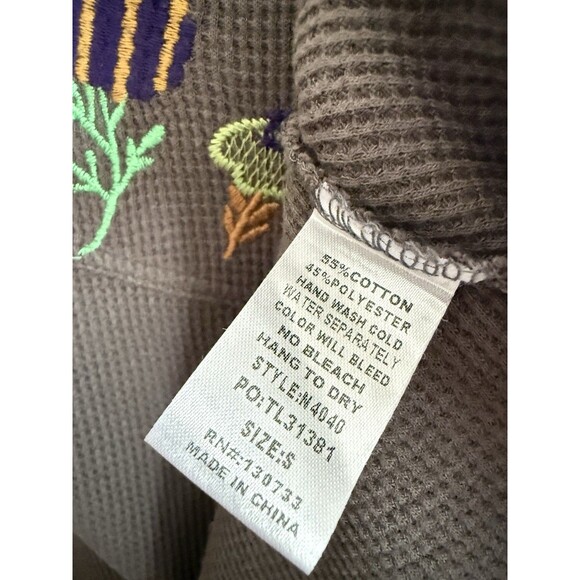 55%COTTON
45%POLYESTER
HAND WASH COLD
WATER SEPARATELY
COLOR WILL BLEED
NO BLEACH
HANG TO DRY
STYLE:M4040
PO:TL31381
SIZE:S
RN#:130733
MADE IN CHINA